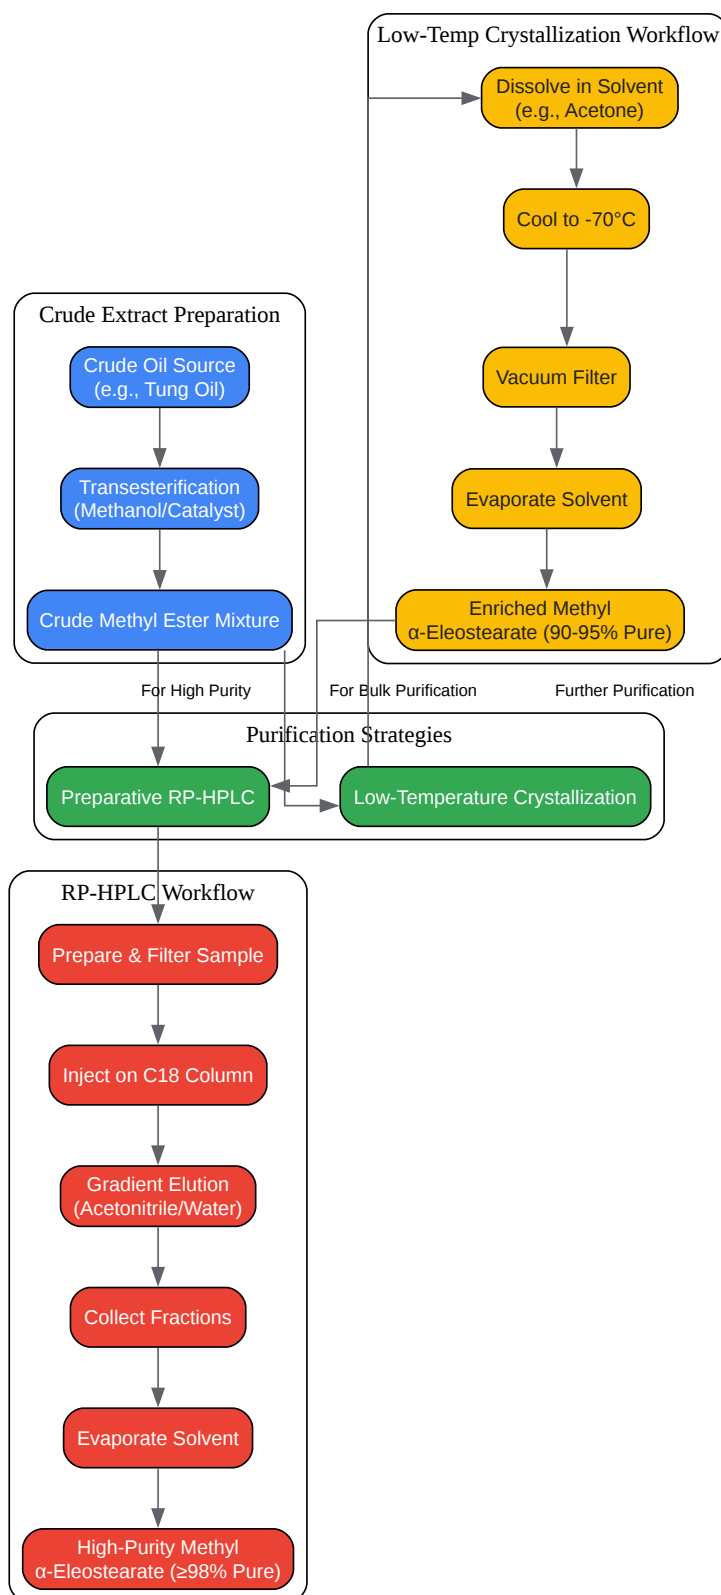 Low-Temp Crystallization Workflow
Dissolve in Solvent
(e.g., Acetone)
Cool to -70°C
Vacuum Filter
Evaporate Solvent
Enriched Methyl
α-Eleostearate (90-95% Pure)
Crude Extract Preparation
Crude Oil Source
(e.g., Tung Oil)
Transesterification
(Methanol/Catalyst)
Crude Methyl Ester Mixture
For High Purity
For Bulk Purification
Further Purification
Purification Strategies
Preparative RP-HPLC
Low-Temperature Crystallization
RP-HPLC Workflow
Prepare & Filter Sample
Inject on C18 Column
Gradient Elution
(Acetonitrile/Water)
Collect Fractions
Evaporate Solvent
High-Purity Methyl
α-Eleostearate (≥98% Pure)